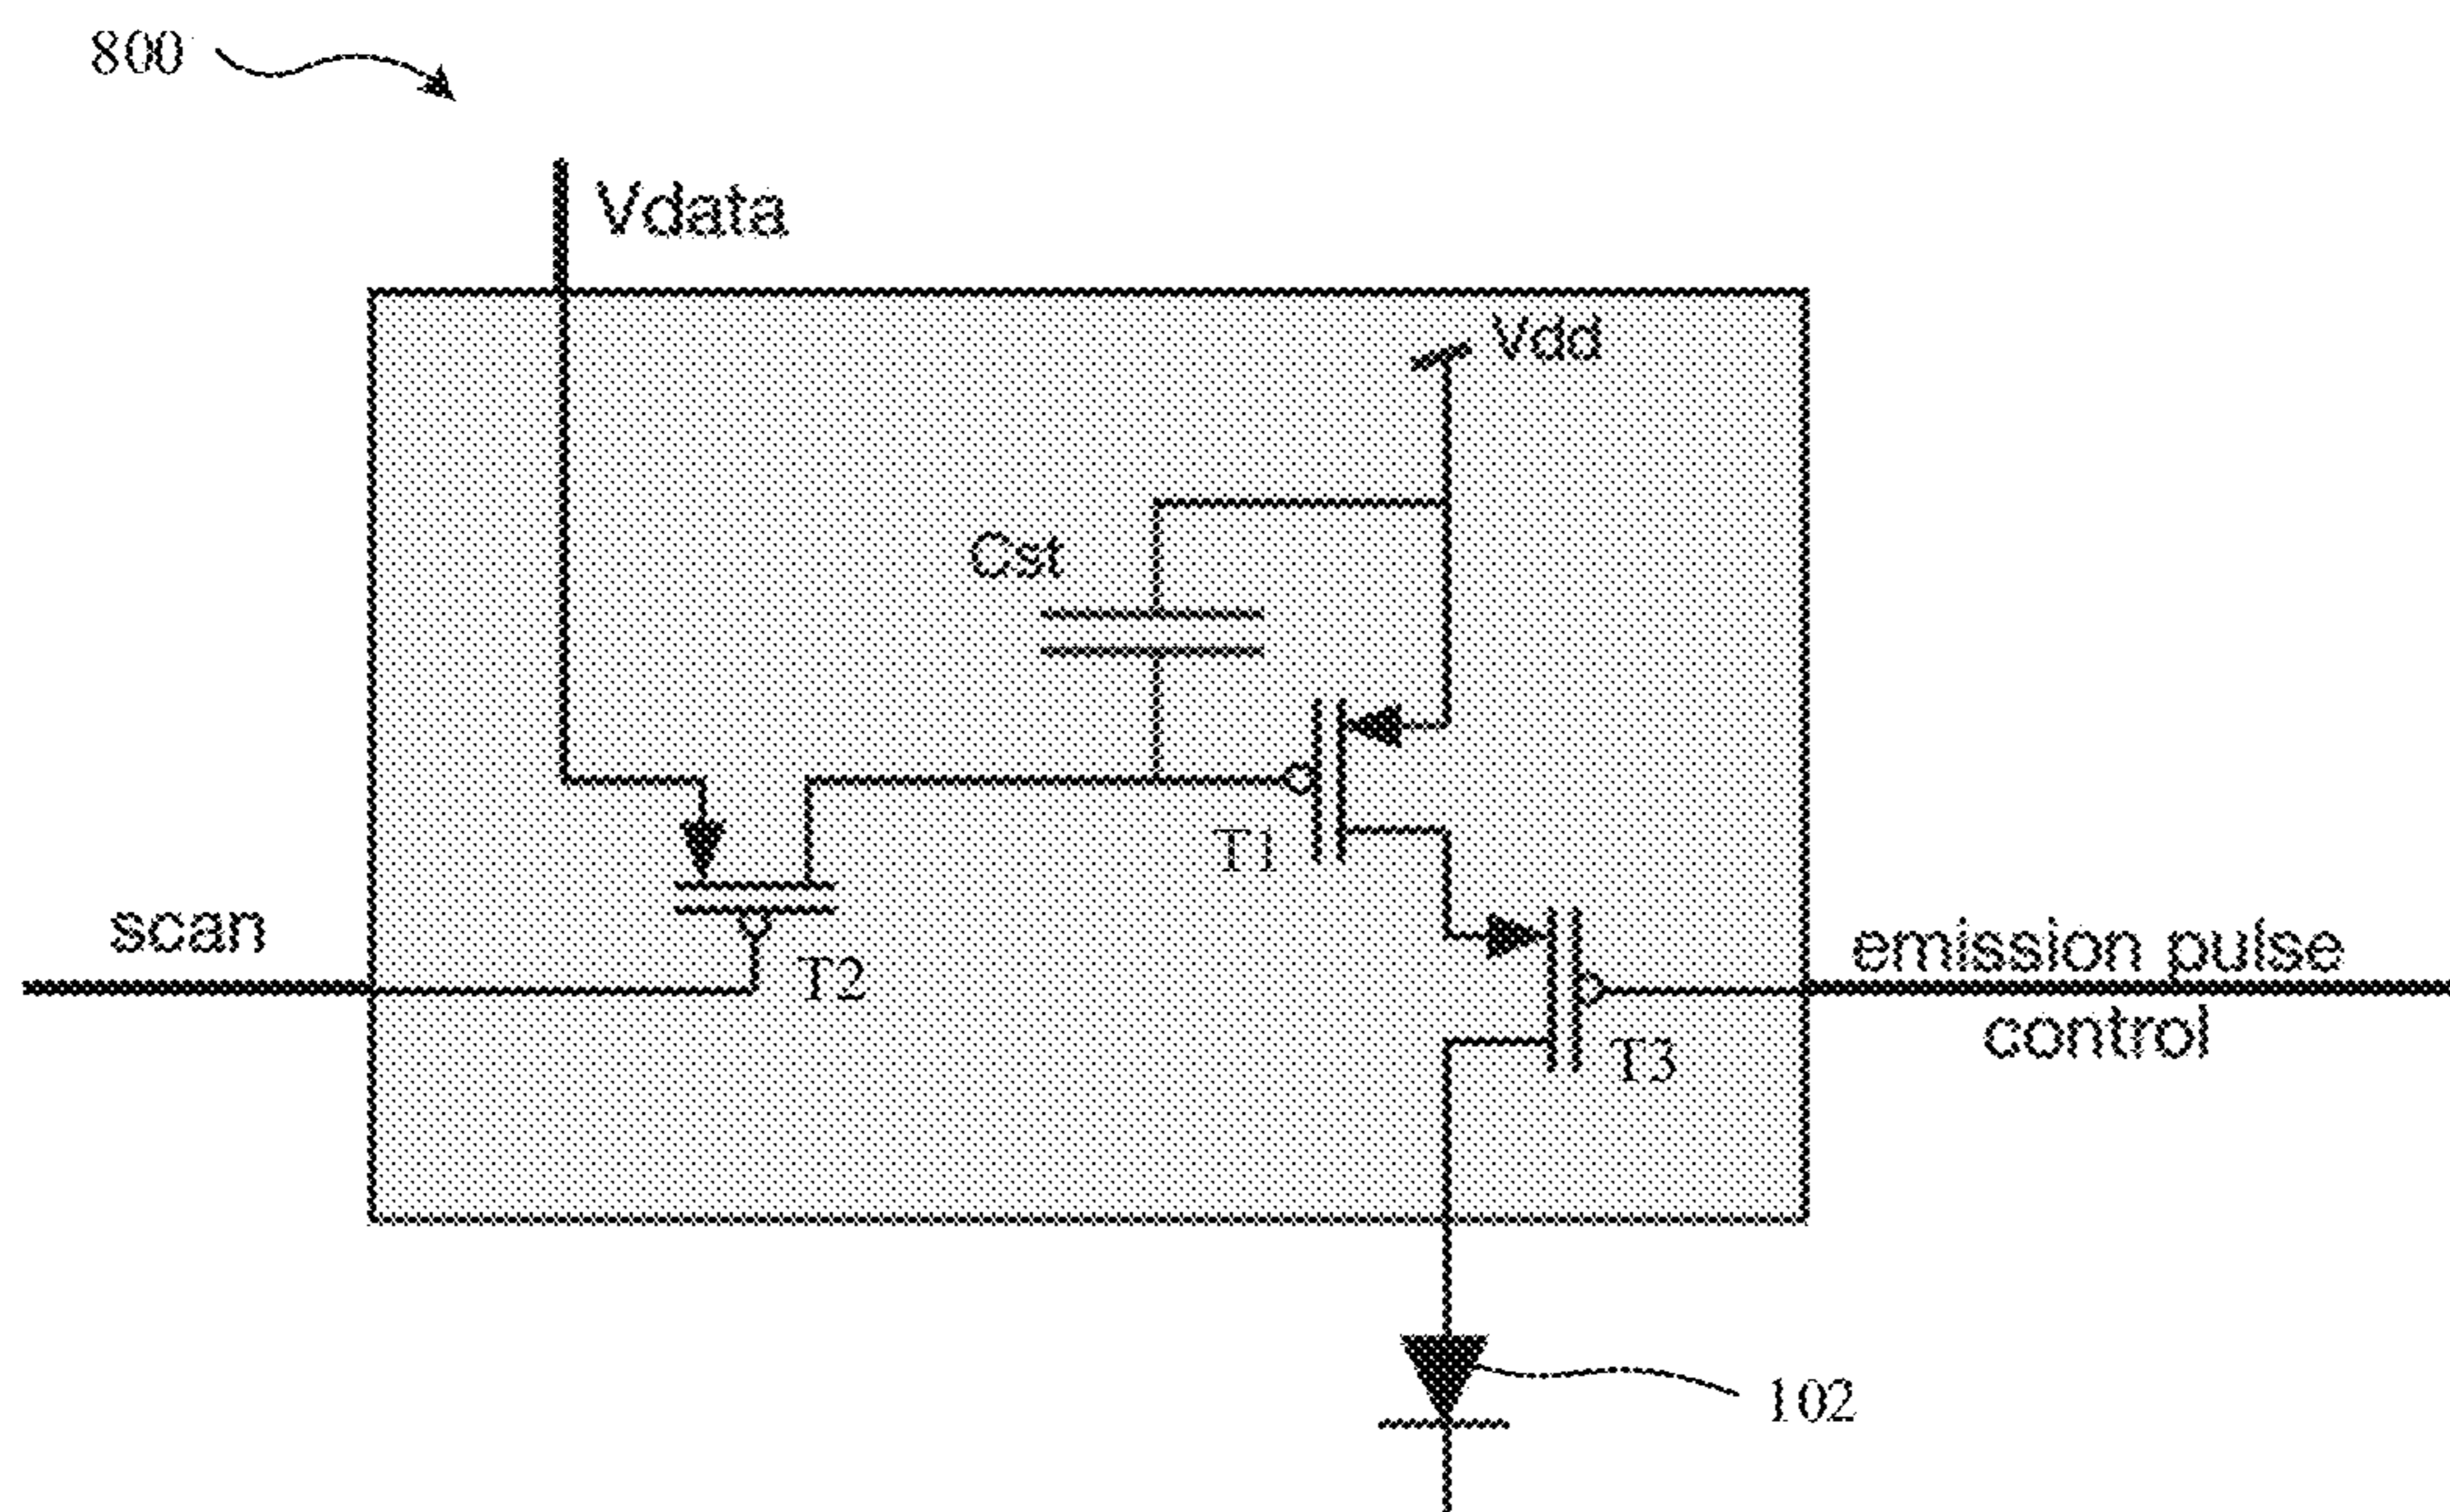 800
Vdata
Vdd
Cst
T1
scan
T2
emission pulse
control
T3
102